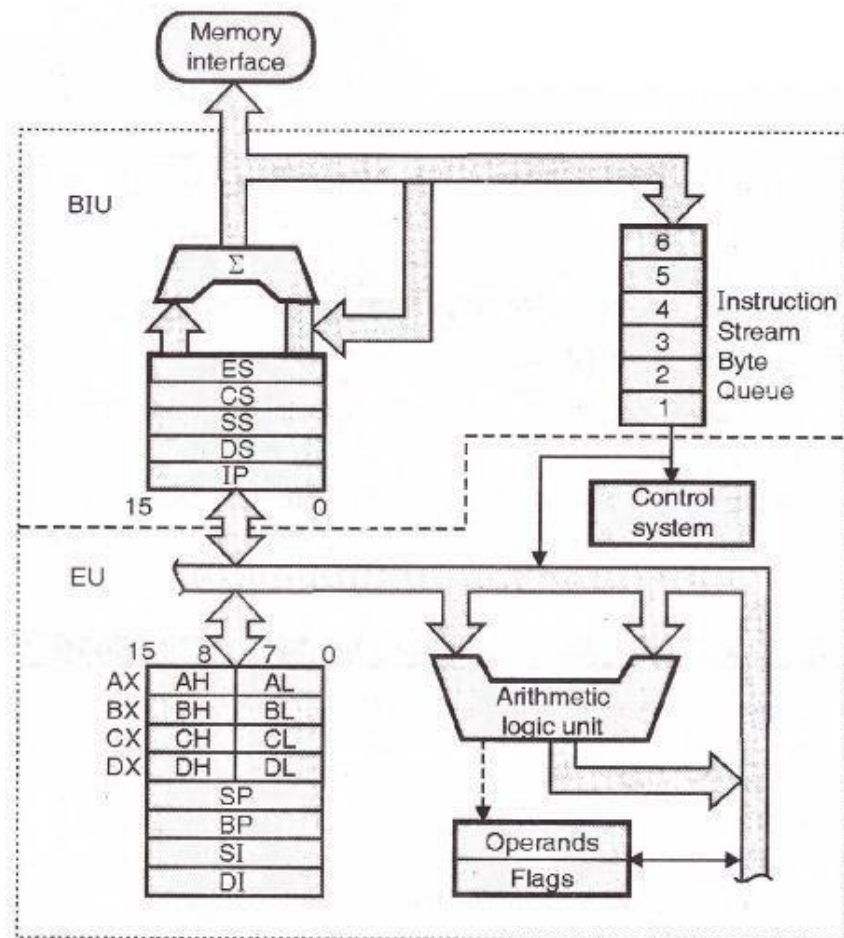 Memory
interface
BIU
Σ
6
5
4
3
2
1
Instruction
Stream
Byte
Queue
ES
CS
SS
DS
IP
15 0
Control
system
EU
15 8 7 0
AX AH AL
BX BH BL
CX CH CL
DX DH DL
SP
BP
SI
DI
Arithmetic
logic unit
Operands
Flags